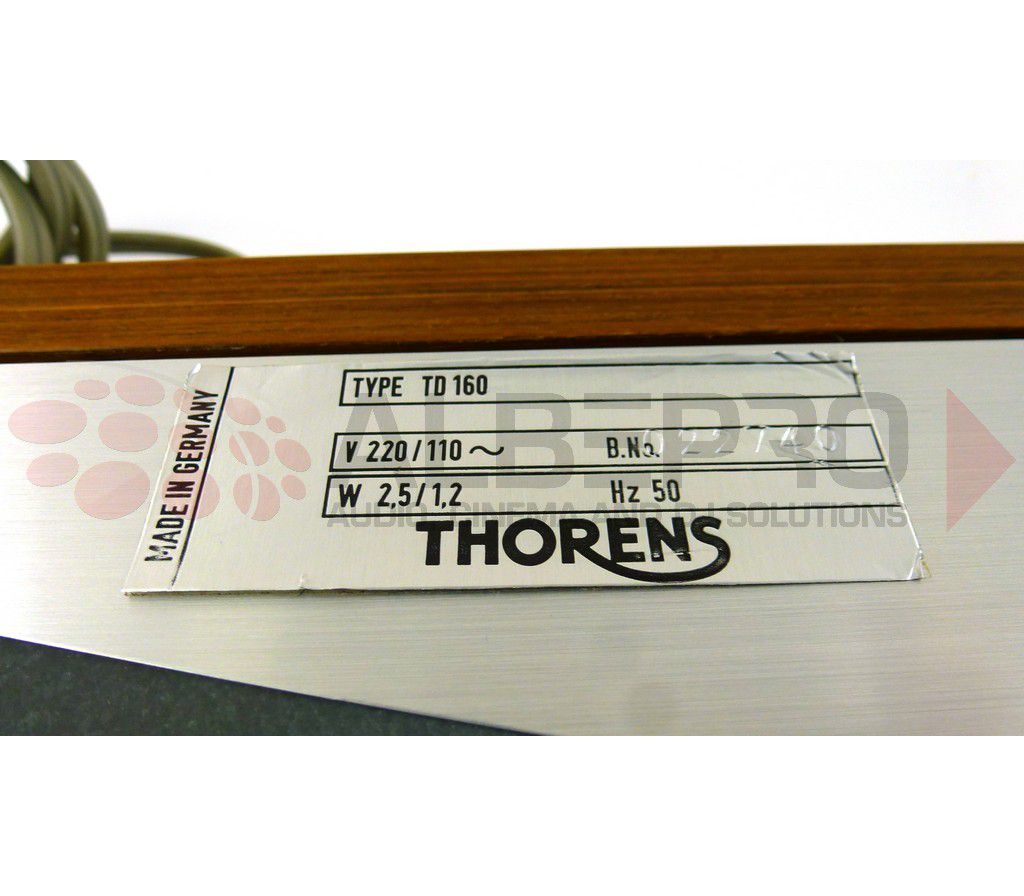 MADE IN GERMANY
TYPE TD 160
V 220/110 ~ B.No. 022740
W 2,5/1,2 Hz 50
THORENS
ALBEPRO
AUDIO, CINEMA AND DJ SOLUTIONS